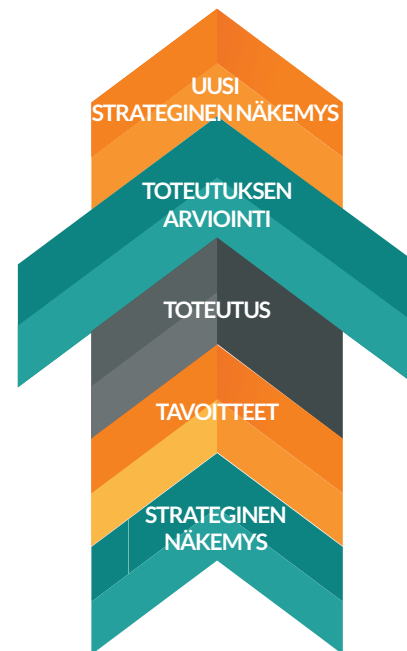 UUSI
STRATEGINEN NÄKEMYS
TOTEUTUKSEN
ARVIOINTI
TOTEUTUS
TAVOITTEET
STRATEGINEN
NÄKEMYS